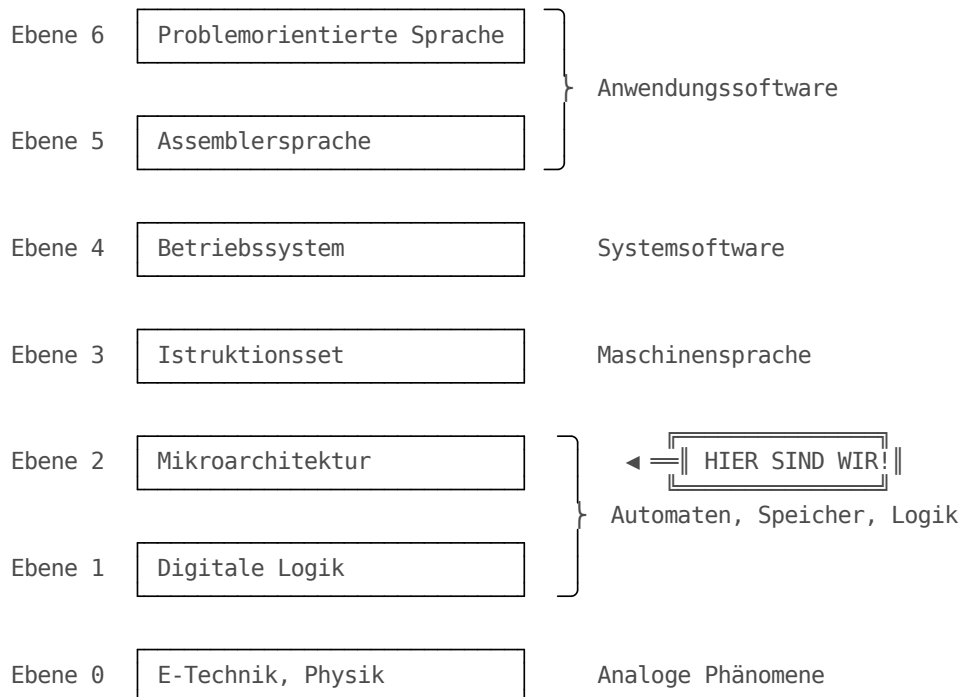 Ebene 6 Problemorientierte Sprache
Anwendungssoftware
Ebene 5 Assemblersprache
Ebene 4 Betriebssystem Systemsoftware
Ebene 3 Istruktionsset Maschinensprache
Ebene 2 Mikroarchitektur HIER SIND WIR!
Automaten, Speicher, Logik
Ebene 1 Digitale Logik
Ebene 0 E-Technik, Physik Analoge Phänomene